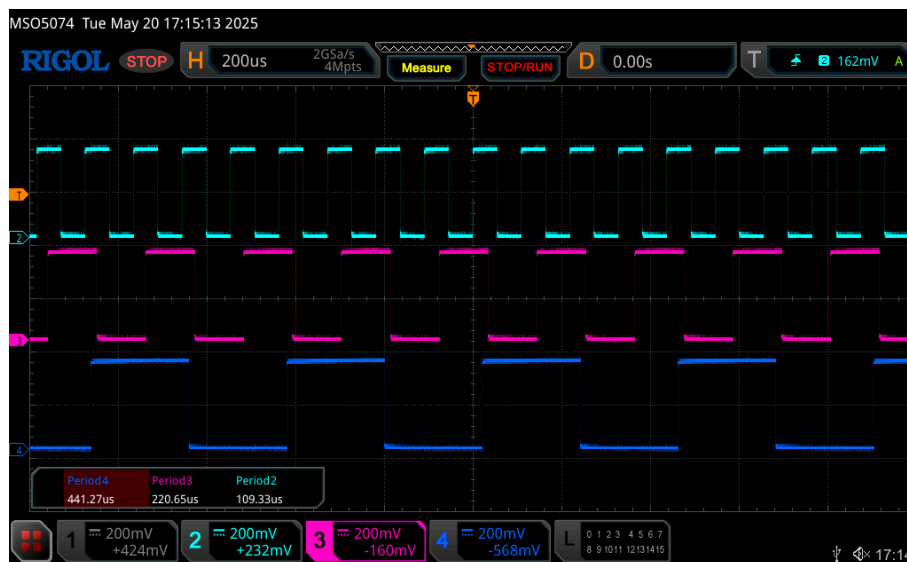 MSO5074 Tue May 20 17:15:13 2025
RIGOL STOP H 200us 2GSa/s 4Mpts Measure STOP/RUN D 0.00s T 2 162mV A
T
T
2
3
4
Period4 Period3 Period2
441.27us 220.65us 109.33us
1 200mV +424mV 2 200mV +232mV 3 200mV -160mV 4 200mV -568mV L 0 1 2 3 4 5 6 7
8 9 10 11 12 13 14 15
17:14